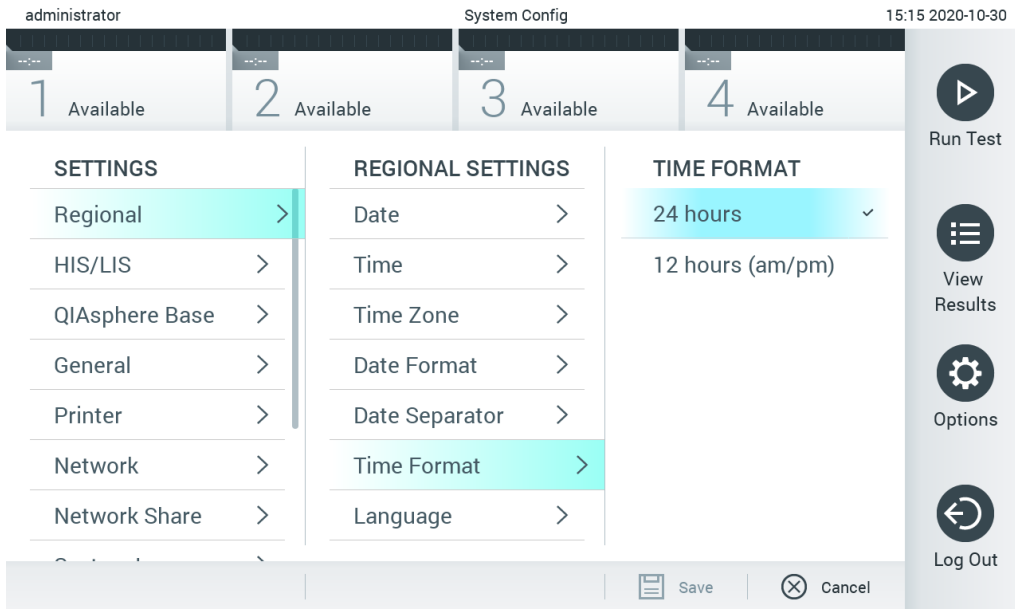 administrator
System Config
15:15 2020-10-30
--:--
1 Available
--:--
2 Available
--:--
3 Available
--:--
4 Available
SETTINGS
Regional
HIS/LIS
QIAsphere Base
General
Printer
Network
Network Share
REGIONAL SETTINGS
Date
Time
Time Zone
Date Format
Date Separator
Time Format
Language
TIME FORMAT
24 hours
12 hours (am/pm)
Run Test
View
Results
Options
Log Out
Save
Cancel